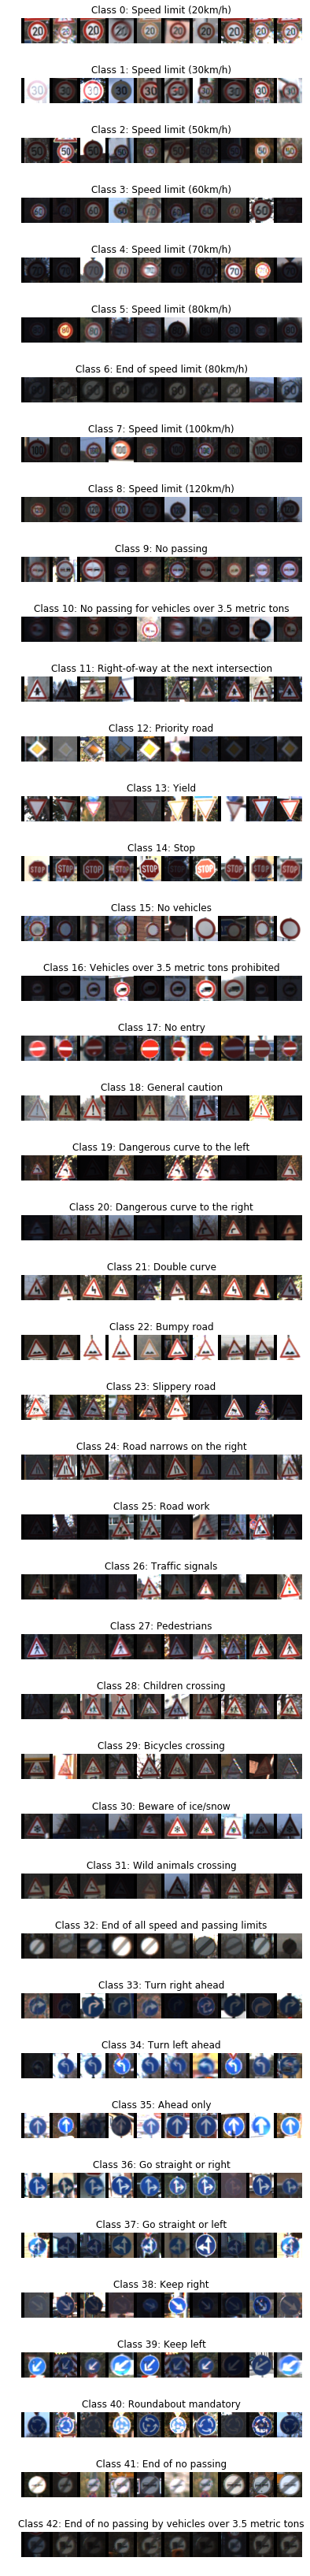 Class 0: Speed limit (20km/h)
Class 1: Speed limit (30km/h)
Class 2: Speed limit (50km/h)
Class 3: Speed limit (60km/h)
Class 4: Speed limit (70km/h)
Class 5: Speed limit (80km/h)
Class 6: End of speed limit (80km/h)
Class 7: Speed limit (100km/h)
Class 8: Speed limit (120km/h)
Class 9: No passing
Class 10: No passing for vehicles over 3.5 metric tons
Class 11: Right-of-way at the next intersection
Class 12: Priority road
Class 13: Yield
Class 14: Stop
Class 15: No vehicles
Class 16: Vehicles over 3.5 metric tons prohibited
Class 17: No entry
Class 18: General caution
Class 19: Dangerous curve to the left
Class 20: Dangerous curve to the right
Class 21: Double curve
Class 22: Bumpy road
Class 23: Slippery road
Class 24: Road narrows on the right
Class 25: Road work
Class 26: Traffic signals
Class 27: Pedestrians
Class 28: Children crossing
Class 29: Bicycles crossing
Class 30: Beware of ice/snow
Class 31: Wild animals crossing
Class 32: End of all speed and passing limits
Class 33: Turn right ahead
Class 34: Turn left ahead
Class 35: Ahead only
Class 36: Go straight or right
Class 37: Go straight or left
Class 38: Keep right
Class 39: Keep left
Class 40: Roundabout mandatory
Class 41: End of no passing
Class 42: End of no passing by vehicles over 3.5 metric tons